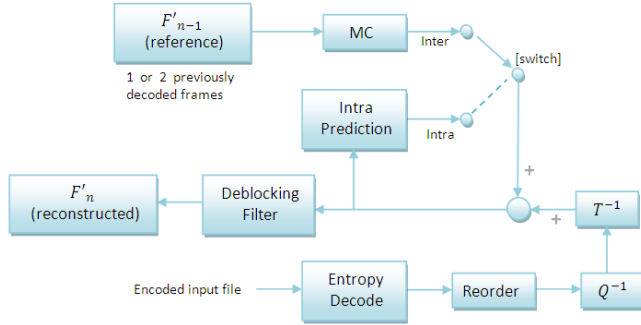 F′ₙ₋₁
(reference)
1 or 2 previously
decoded frames
MC
Inter
[switch]
Intra
Prediction
Intra
F′ₙ
(reconstructed)
Deblocking
Filter
+
+
T⁻¹
Encoded input file
Entropy
Decode
Reorder
Q⁻¹